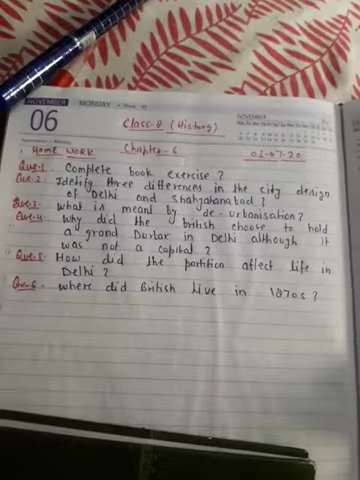 NOVEMBER
MONDAY
06
NOVEMBER
Class-8 (History)
HOME WORK Chapter-6 03-07-20
Que-1. Complete book exercise?
Que-2. Idetify three differences in the city design
of Delhi and Shahjahanabad?
Que-3. what is meant by "de-urbanisation?
Que-4. Why did the british choose to hold
a grand Durbar in Delhi although it
was not a capital?
Que-5. How did the partition affect life in
Delhi?
Que-6. where did British live in 1870s?